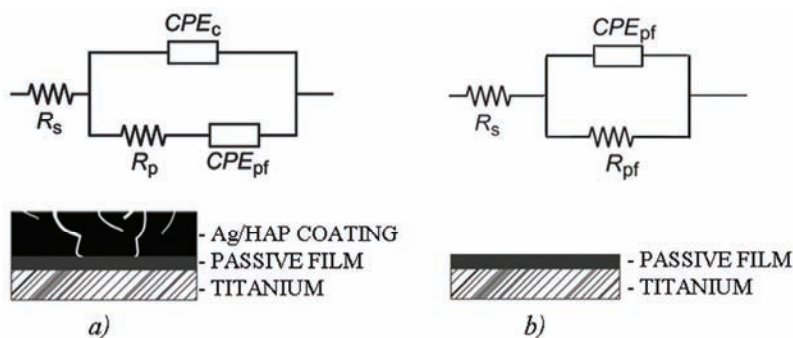 CPEc
Rs
Rp
CPEpf
- Ag/HAP COATING
- PASSIVE FILM
- TITANIUM
a)
CPEpf
Rs
Rpf
- PASSIVE FILM
- TITANIUM
b)